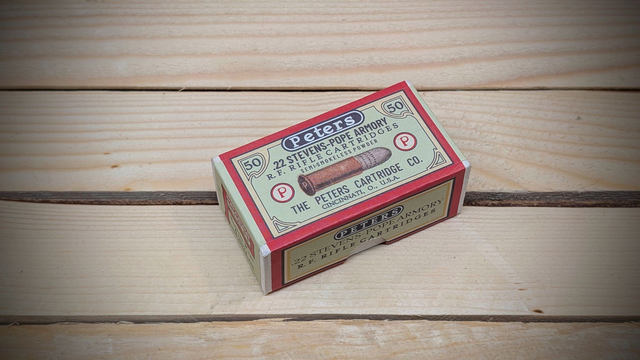 Peters
50
50
.22 STEVENS-POPE ARMORY
R.F. RIFLE CARTRIDGES
SEMI-SMOKELESS POWDER
P
P
THE PETERS CARTRIDGE CO.
CINCINNATI, O., U.S.A.
PETERS
.22 STEVENS-POPE ARMORY
R.F. RIFLE CARTRIDGES